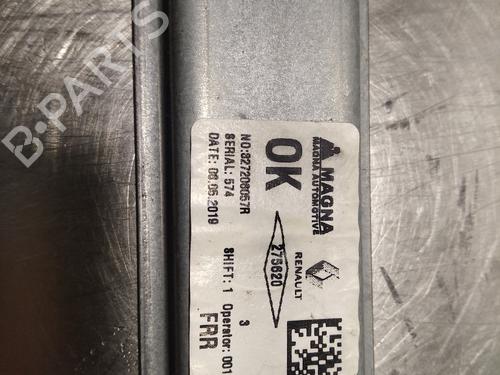 MAGNA
MAGNA AUTOMOTIVE
OK
NO:827206057R
SERIAL: 574
DATE: 06.05.2019
RENAULT
275620
3
SHIFT: 1 Operator: 001
FRR
B-PARTS